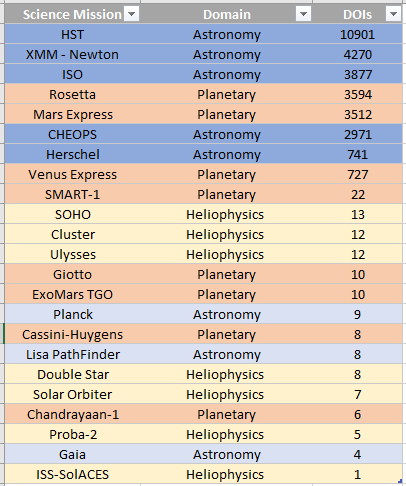 Science Mission Domain DOIs
HST Astronomy 10901
XMM - Newton Astronomy 4270
ISO Astronomy 3877
Rosetta Planetary 3594
Mars Express Planetary 3512
CHEOPS Astronomy 2971
Herschel Astronomy 741
Venus Express Planetary 727
SMART-1 Planetary 22
SOHO Heliophysics 13
Cluster Heliophysics 12
Ulysses Heliophysics 12
Giotto Planetary 10
ExoMars TGO Planetary 10
Planck Astronomy 9
Cassini-Huygens Planetary 8
Lisa PathFinder Astronomy 8
Double Star Heliophysics 8
Solar Orbiter Heliophysics 7
Chandrayaan-1 Planetary 6
Proba-2 Heliophysics 5
Gaia Astronomy 4
ISS-SolACES Heliophysics 1